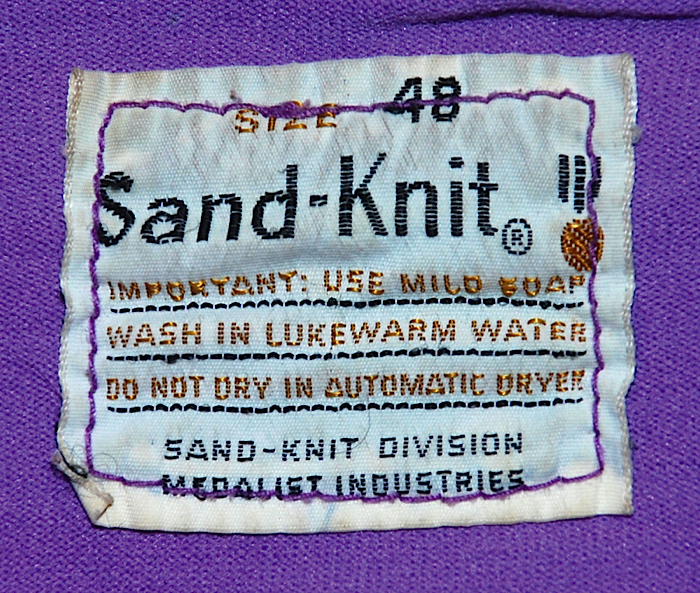 SIZE 48
Sand-Knit®
IMPORTANT: USE MILD SOAP
WASH IN LUKEWARM WATER
DO NOT DRY IN AUTOMATIC DRYER
SAND-KNIT DIVISION
MEDALIST INDUSTRIES